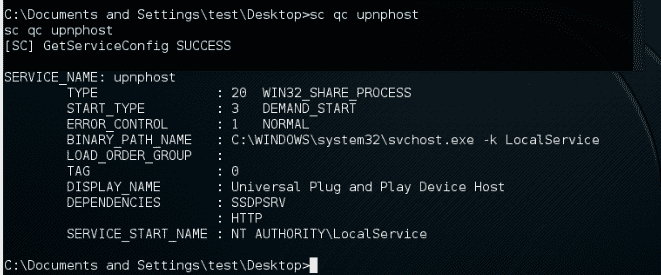 C:\Documents and Settings\test\Desktop>sc qc upnphost
sc qc upnphost
[SC] GetServiceConfig SUCCESS
SERVICE_NAME: upnphost
TYPE : 20 WIN32_SHARE_PROCESS
START_TYPE : 3 DEMAND_START
ERROR_CONTROL : 1 NORMAL
BINARY_PATH_NAME : C:\WINDOWS\system32\svchost.exe -k LocalService
LOAD_ORDER_GROUP :
TAG : 0
DISPLAY_NAME : Universal Plug and Play Device Host
DEPENDENCIES : SSDPSRV
: HTTP
SERVICE_START_NAME : NT AUTHORITY\LocalService
C:\Documents and Settings\test\Desktop>